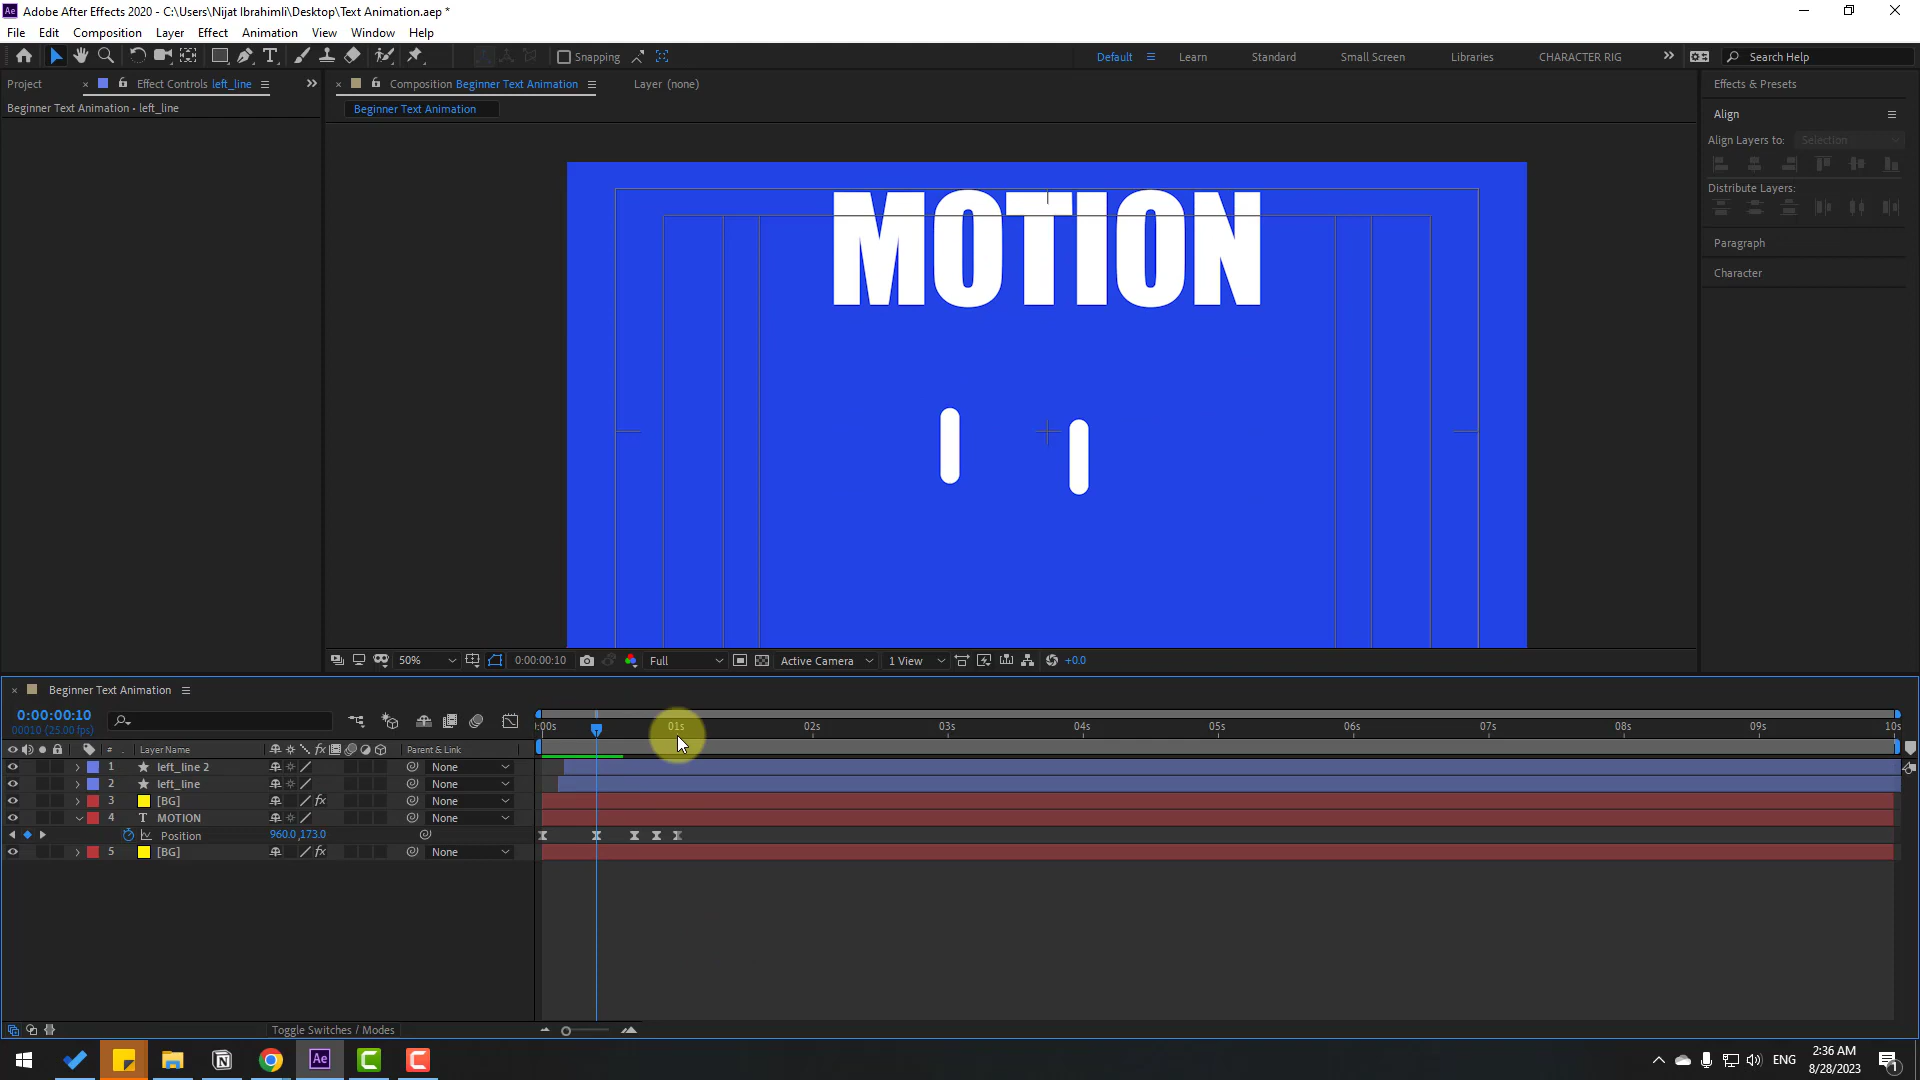 Adobe After Effects 2020 - C:\Users\Nijat Ibrahimli\Desktop\Text Animation.aep *
File Edit Composition Layer Effect Animation View Window Help
Snapping
Default Learn Standard Small Screen Libraries CHARACTER RIG Search Help
Project Effect Controls left_line
Composition Beginner Text Animation Layer (none)
Effects & Presets
Beginner Text Animation • left_line
Beginner Text Animation
Align
Align Layers to: Selection
Distribute Layers:
Paragraph
Character
MOTION
50% 0:00:00:10 Full Active Camera 1 View +0.0
Beginner Text Animation
0:00:00:10
00010 (25.00 fps)
):00s 01s 02s 03s 04s 05s 06s 07s 08s 09s 10s
# Layer Name fx Parent & Link
1 left_line 2 None
2 left_line None
3 [BG] fx None
4 T MOTION None
Position 960.0,173.0
5 [BG] fx None
Toggle Switches / Modes
Ae
ENG
2:36 AM
8/28/2023
1